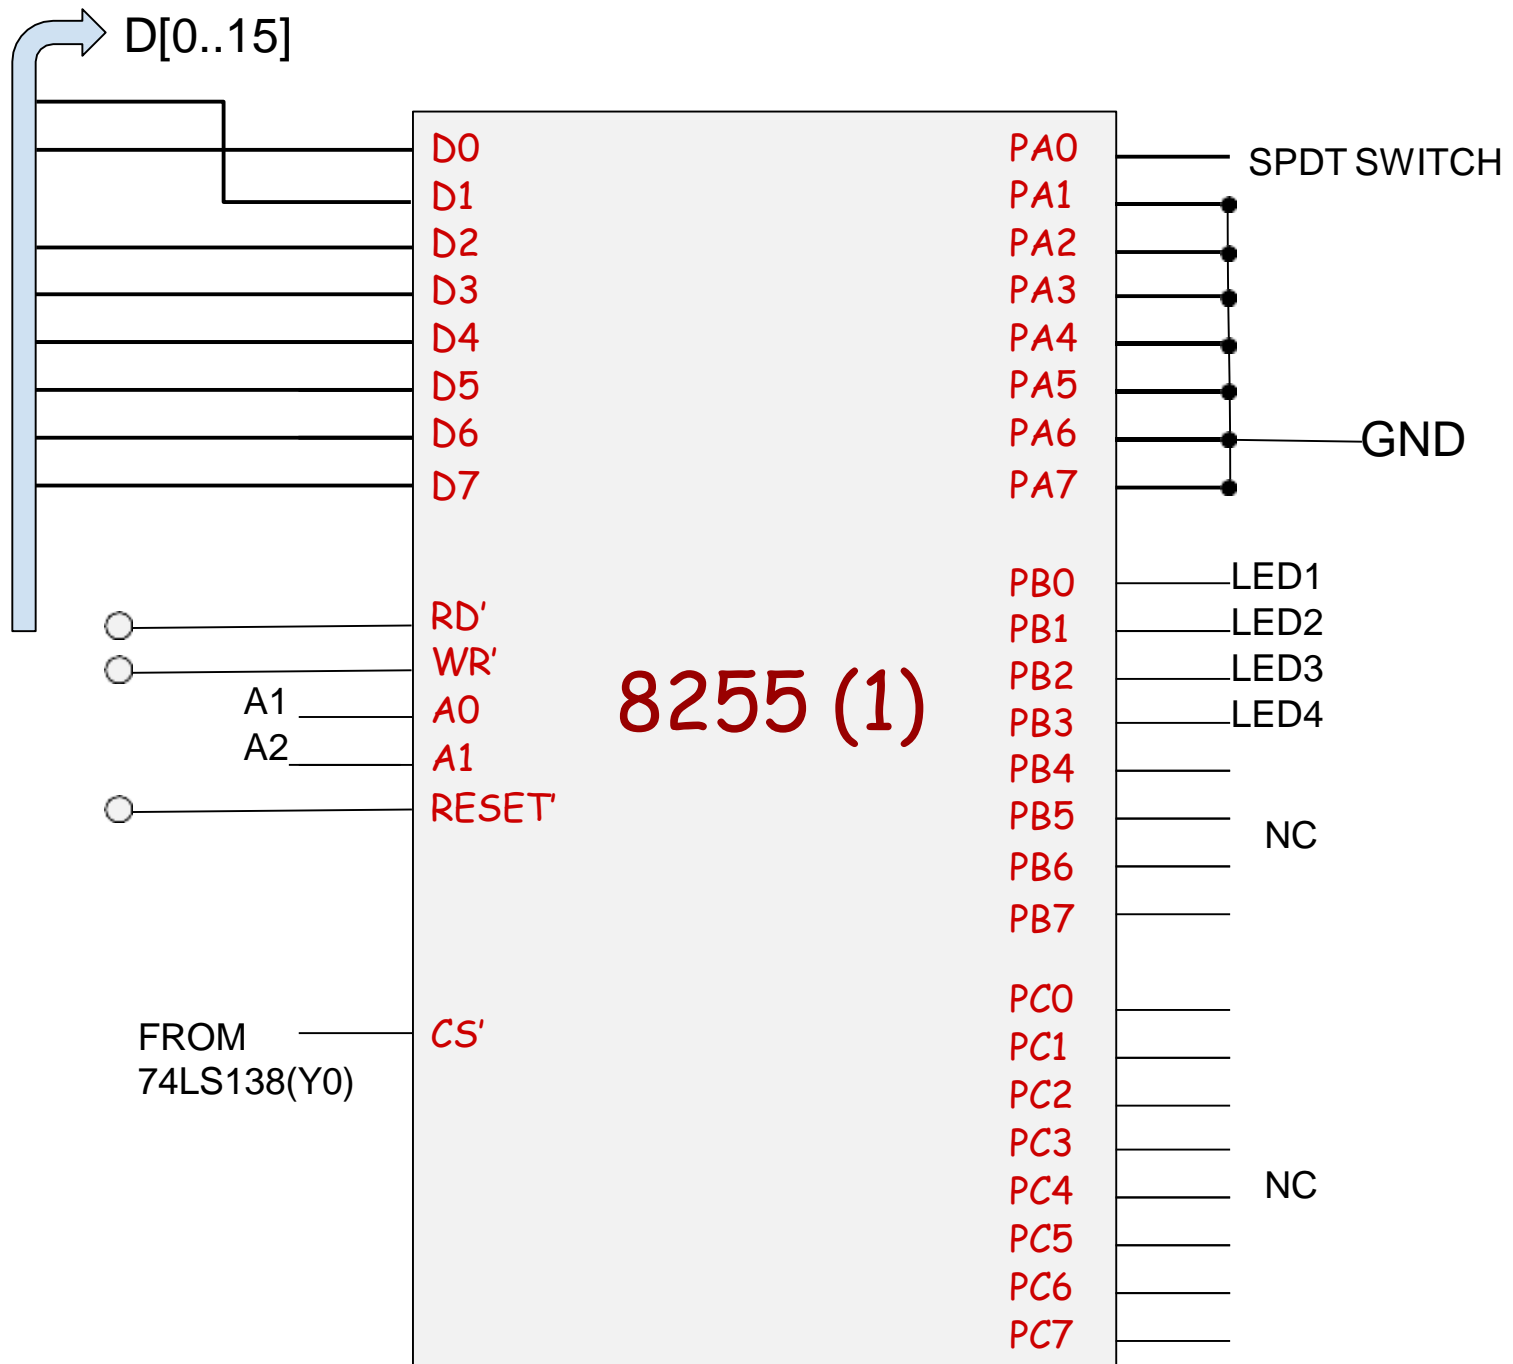 D[0..15]
D0
D1
D2
D3
D4
D5
D6
D7
RD'
WR'
A1
A0
A2
A1
RESET'
FROM
74LS138(Y0)
CS'
8255 (1)
PA0
SPDT SWITCH
PA1
PA2
PA3
PA4
PA5
PA6
GND
PA7
PB0
LED1
PB1
LED2
PB2
LED3
PB3
LED4
PB4
PB5
NC
PB6
PB7
PC0
PC1
PC2
PC3
PC4
NC
PC5
PC6
PC7